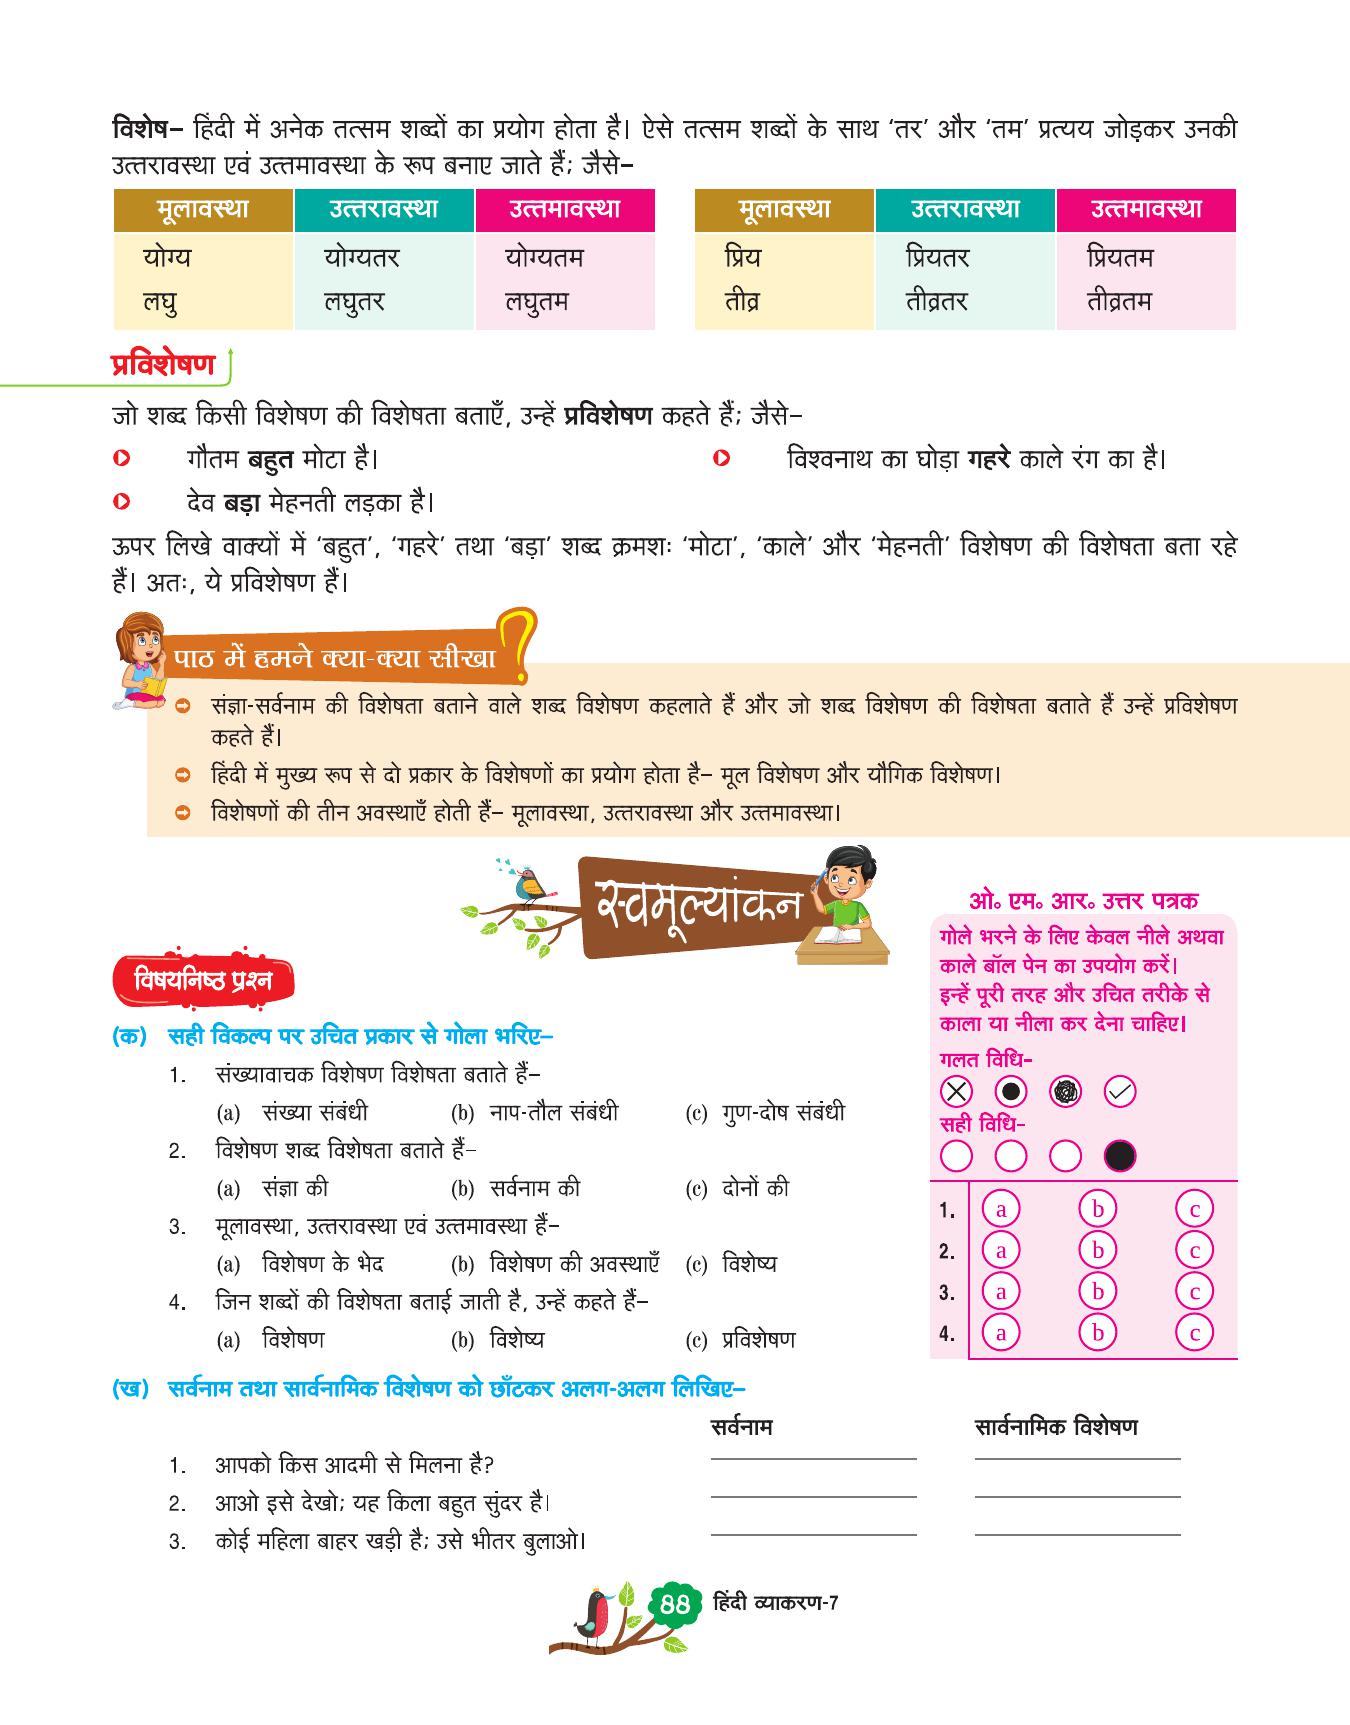 विशेष– हिंदी में अनेक तत्सम शब्दों का प्रयोग होता है। ऐसे तत्सम शब्दों के साथ ‘तर’ और ‘तम’ प्रत्यय जोड़कर उनकी
उत्तरावस्था एवं उत्तमावस्था के रूप बनाए जाते हैं; जैसे–
मूलावस्था उत्तरावस्था उत्तमावस्था मूलावस्था उत्तरावस्था उत्तमावस्था
योग्य योग्यतर योग्यतम प्रिय प्रियतर प्रियतम
लघु लघुतर लघुतम तीव्र तीव्रतर तीव्रतम
प्रविशेषण
जो शब्द किसी विशेषण की विशेषता बताएँ, उन्हें प्रविशेषण कहते हैं; जैसे–
गौतम बहुत मोटा है। विश्वनाथ का घोड़ा गहरे काले रंग का है।
देव बड़ा मेहनती लड़का है।
ऊपर लिखे वाक्यों में ‘बहुत’, ‘गहरे’ तथा ‘बड़ा’ शब्द क्रमशः ‘मोटा’, ‘काले’ और ‘मेहनती’ विशेषण की विशेषता बता रहे
हैं। अतः, ये प्रविशेषण हैं।
पाठ में हमने क्या-क्या सीखा ?
संज्ञा-सर्वनाम की विशेषता बताने वाले शब्द विशेषण कहलाते हैं और जो शब्द विशेषण की विशेषता बताते हैं उन्हें प्रविशेषण
कहते हैं।
हिंदी में मुख्य रूप से दो प्रकार के विशेषणों का प्रयोग होता है– मूल विशेषण और यौगिक विशेषण।
विशेषणों की तीन अवस्थाएँ होती हैं– मूलावस्था, उत्तरावस्था और उत्तमावस्था।
स्वमूल्यांकन
विषयनिष्ठ प्रश्न
(क) सही विकल्प पर उचित प्रकार से गोला भरिए–
1. संख्यावाचक विशेषण विशेषता बताते हैं–
(a) संख्या संबंधी (b) नाप-तौल संबंधी (c) गुण-दोष संबंधी
2. विशेषण शब्द विशेषता बताते हैं–
(a) संज्ञा की (b) सर्वनाम की (c) दोनों की
3. मूलावस्था, उत्तरावस्था एवं उत्तमावस्था हैं–
(a) विशेषण के भेद (b) विशेषण की अवस्थाएँ (c) विशेष्य
4. जिन शब्दों की विशेषता बताई जाती है, उन्हें कहते हैं–
(a) विशेषण (b) विशेष्य (c) प्रविशेषण
ओ॰ एम॰ आर॰ उत्तर पत्रक
गोले भरने के लिए केवल नीले अथवा
काले बॉल पेन का उपयोग करें।
इन्हें पूरी तरह और उचित तरीके से
काला या नीला कर देना चाहिए।
गलत विधि–
सही विधि–
1. a b c
2. a b c
3. a b c
4. a b c
(ख) सर्वनाम तथा सार्वनामिक विशेषण को छाँटकर अलग-अलग लिखिए–
सर्वनाम सार्वनामिक विशेषण
1. आपको किस आदमी से मिलना है?
2. आओ इसे देखो; यह किला बहुत सुंदर है।
3. कोई महिला बाहर खड़ी है; उसे भीतर बुलाओ।
88 हिंदी व्याकरण-7